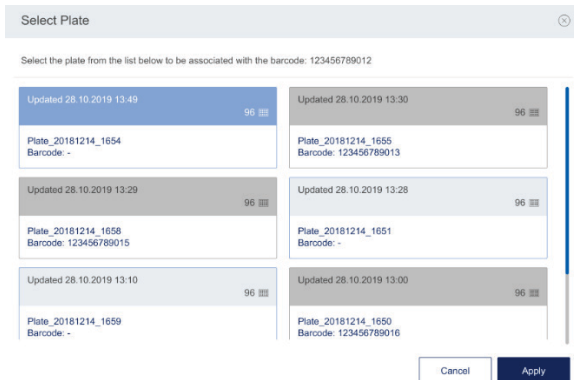 Select Plate
Select the plate from the list below to be associated with the barcode: 123456789012
Updated 28.10.2019 13:49
96
Plate_20181214_1654
Barcode: -
Updated 28.10.2019 13:30
96
Plate_20181214_1655
Barcode: 123456789013
Updated 28.10.2019 13:29
96
Plate_20181214_1658
Barcode: 123456789015
Updated 28.10.2019 13:28
96
Plate_20181214_1651
Barcode: -
Updated 28.10.2019 13:10
96
Plate_20181214_1659
Barcode: -
Updated 28.10.2019 13:00
96
Plate_20181214_1650
Barcode: 123456789016
Cancel
Apply